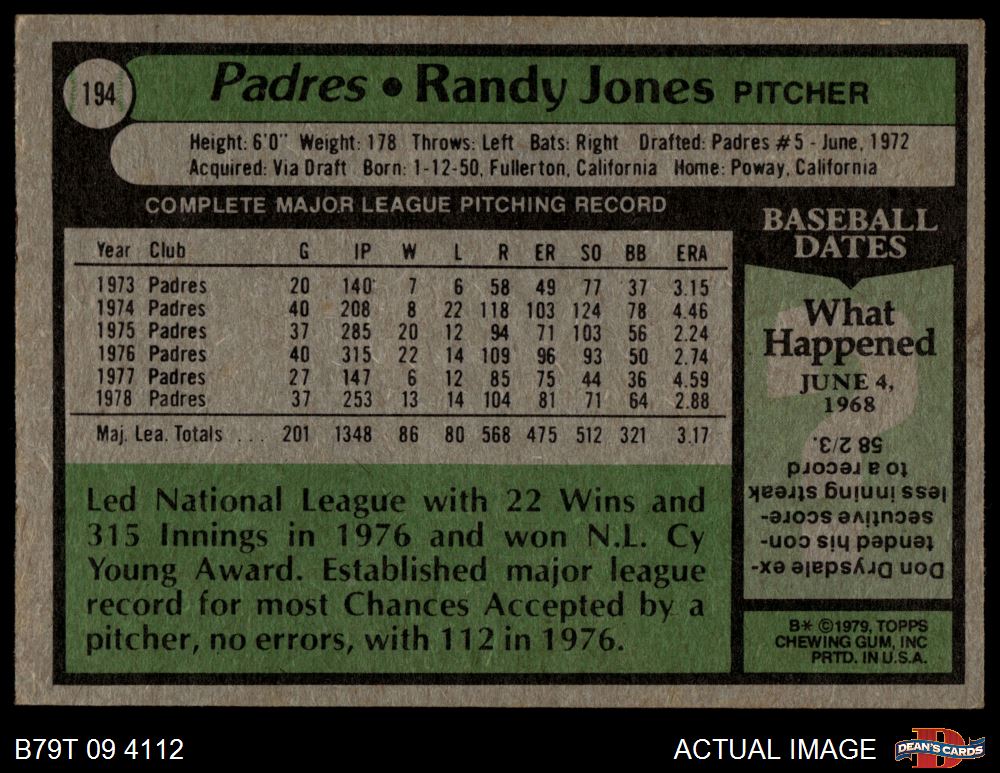 194
Padres • Randy Jones PITCHER
Height: 6'0" Weight: 178 Throws: Left Bats: Right Drafted: Padres #5 - June, 1972
Acquired: Via Draft Born: 1-12-50, Fullerton, California Home: Poway, California
COMPLETE MAJOR LEAGUE PITCHING RECORD
Year Club G IP W L R ER SO BB ERA
1973 Padres 20 140 7 6 58 49 77 37 3.15
1974 Padres 40 208 8 22 118 103 124 78 4.46
1975 Padres 37 285 20 12 94 71 103 56 2.24
1976 Padres 40 315 22 14 109 96 93 50 2.74
1977 Padres 27 147 6 12 85 75 44 36 4.59
1978 Padres 37 253 13 14 104 81 71 64 2.88
Maj. Lea. Totals ... 201 1348 86 80 568 475 512 321 3.17
Led National League with 22 Wins and
315 Innings in 1976 and won N.L. Cy
Young Award. Established major league
record for most Chances Accepted by a
pitcher, no errors, with 112 in 1976.
BASEBALL
DATES
What
Happened
JUNE 4,
1968
Don Drysdale ex-
tended his con-
secutive score-
less inning streak
to a record
58 2/3.
B* ©1979, TOPPS
CHEWING GUM, INC
PRTD. IN U.S.A.
B79T 09 4112
ACTUAL IMAGE
D
DEAN'S CARDS